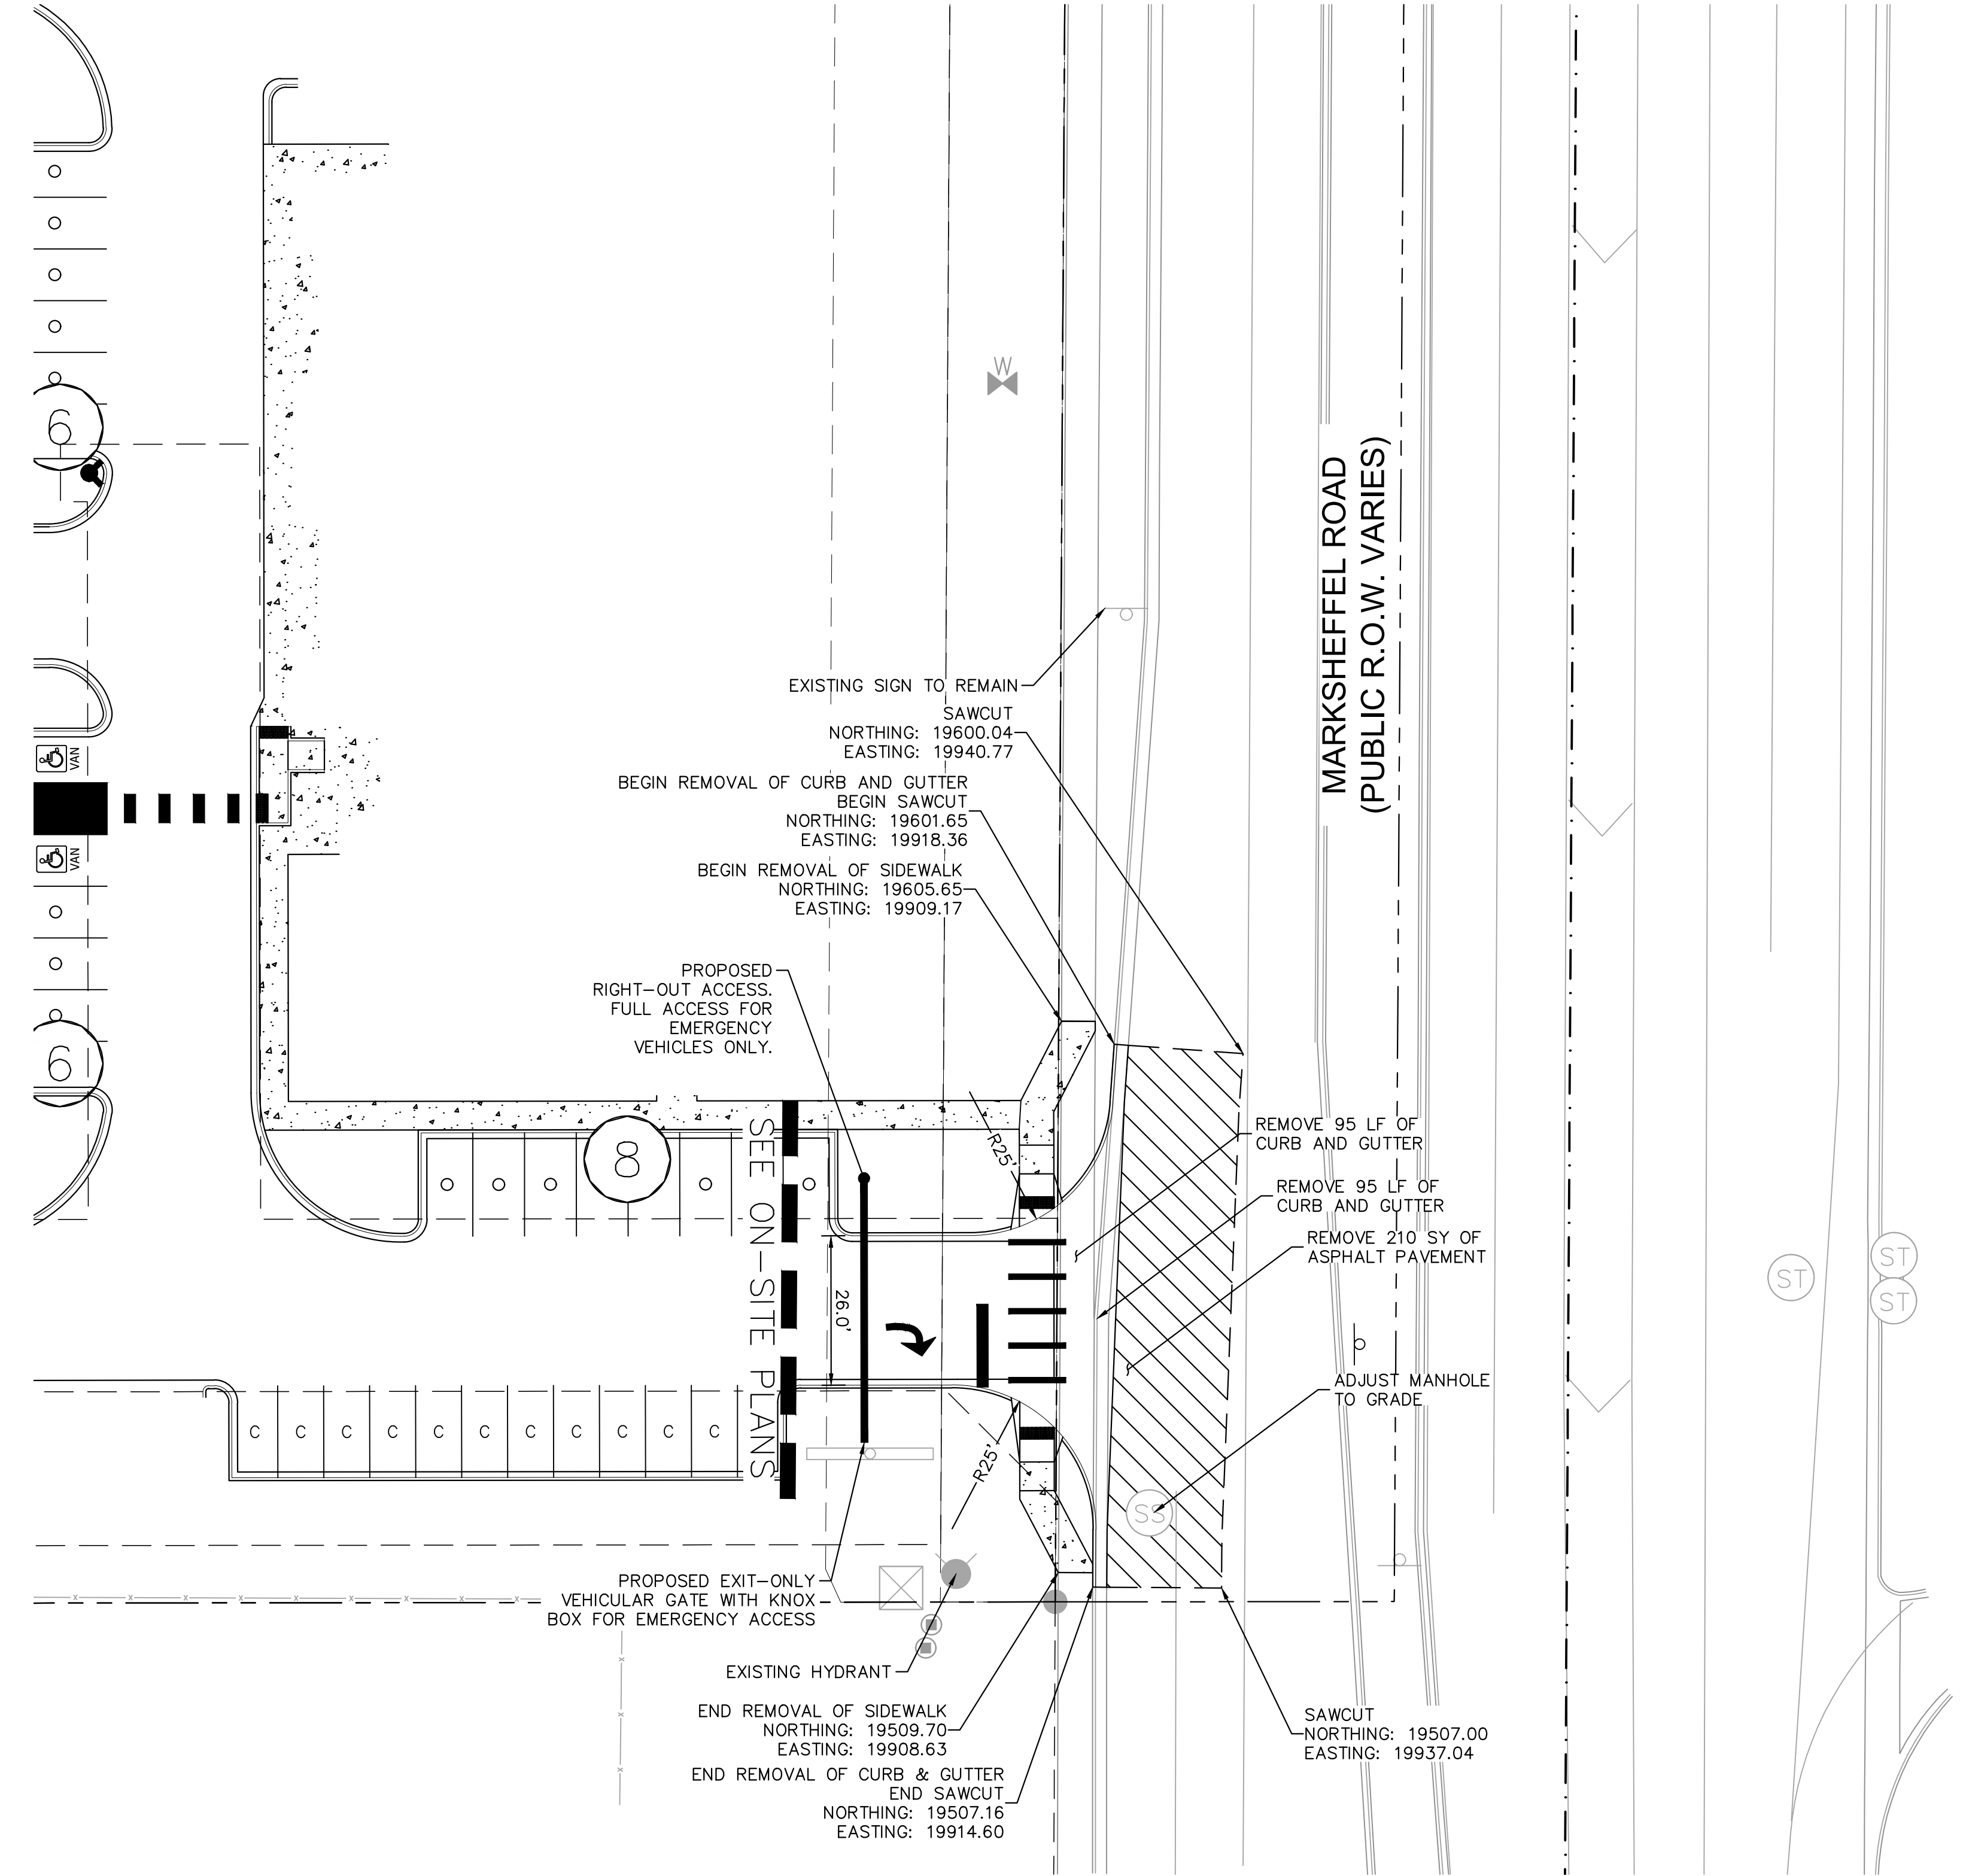 6
VAN
VAN
6
8
W
MARKSHEFFEL ROAD
(PUBLIC R.O.W. VARIES)
EXISTING SIGN TO REMAIN
SAWCUT
NORTHING: 19600.04
EASTING: 19940.77
BEGIN REMOVAL OF CURB AND GUTTER
BEGIN SAWCUT
NORTHING: 19601.65
EASTING: 19918.36
BEGIN REMOVAL OF SIDEWALK
NORTHING: 19605.65
EASTING: 19909.17
PROPOSED
RIGHT-OUT ACCESS.
FULL ACCESS FOR
EMERGENCY
VEHICLES ONLY.
SEE ON-SITE PLANS
R25'
26.0'
R25'
REMOVE 95 LF OF
CURB AND GUTTER
REMOVE 95 LF OF
CURB AND GUTTER
REMOVE 210 SY OF
ASPHALT PAVEMENT
ST
ST
ST
ADJUST MANHOLE
TO GRADE
SS
C C C C C C C C C C C
PROPOSED EXIT-ONLY
VEHICULAR GATE WITH KNOX
BOX FOR EMERGENCY ACCESS
EXISTING HYDRANT
END REMOVAL OF SIDEWALK
NORTHING: 19509.70
EASTING: 19908.63
END REMOVAL OF CURB & GUTTER
END SAWCUT
NORTHING: 19507.16
EASTING: 19914.60
SAWCUT
NORTHING: 19507.00
EASTING: 19937.04